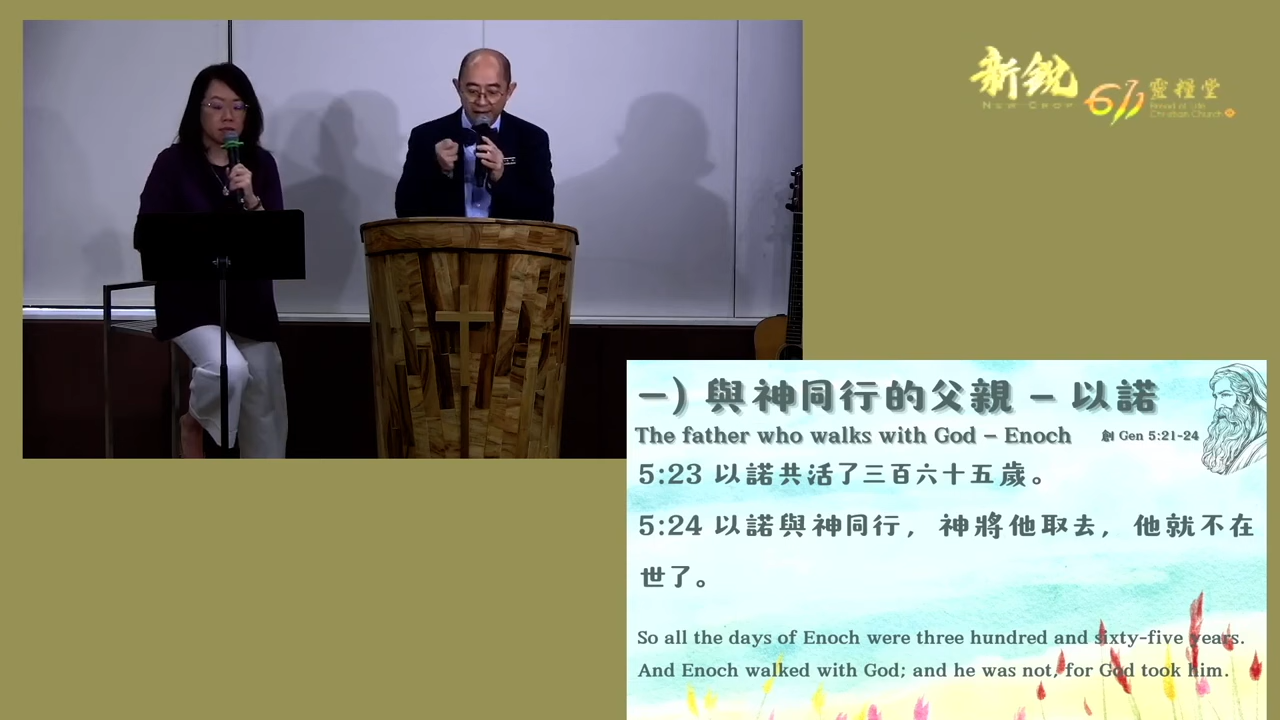 新銳
NEW CROP
611 靈糧堂
Bread of Life
Christian Church
一) 與神同行的父親 – 以諾
The father who walks with God – Enoch 創 Gen 5:21-24
5:23 以諾共活了三百六十五歲。
5:24 以諾與神同行，神將他取去，他就不在
世了。
So all the days of Enoch were three hundred and sixty-five years.
And Enoch walked with God; and he was not, for God took him.